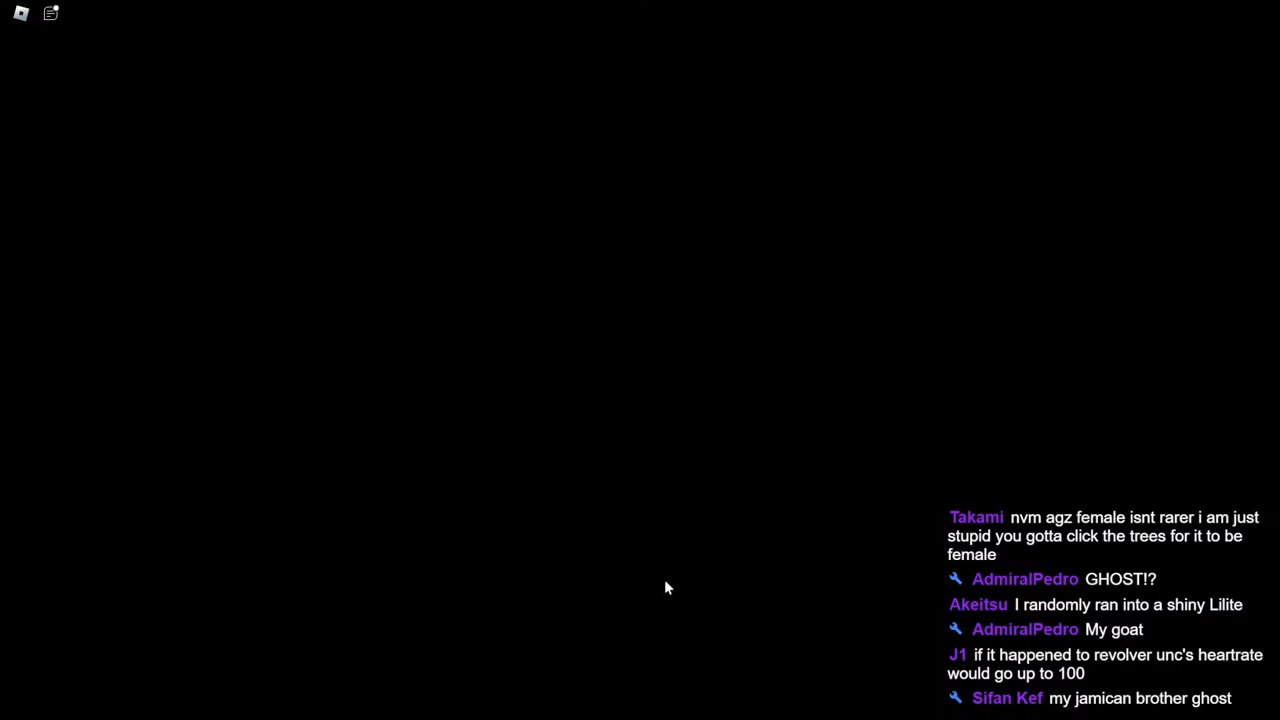 Takami nvm agz female isnt rarer i am just
stupid you gotta click the trees for it to be
female
AdmiralPedro GHOST!?
Akeitsu I randomly ran into a shiny Lilite
AdmiralPedro My goat
J1 if it happened to revolver unc's heartrate
would go up to 100
Sifan Kef my jamican brother ghost